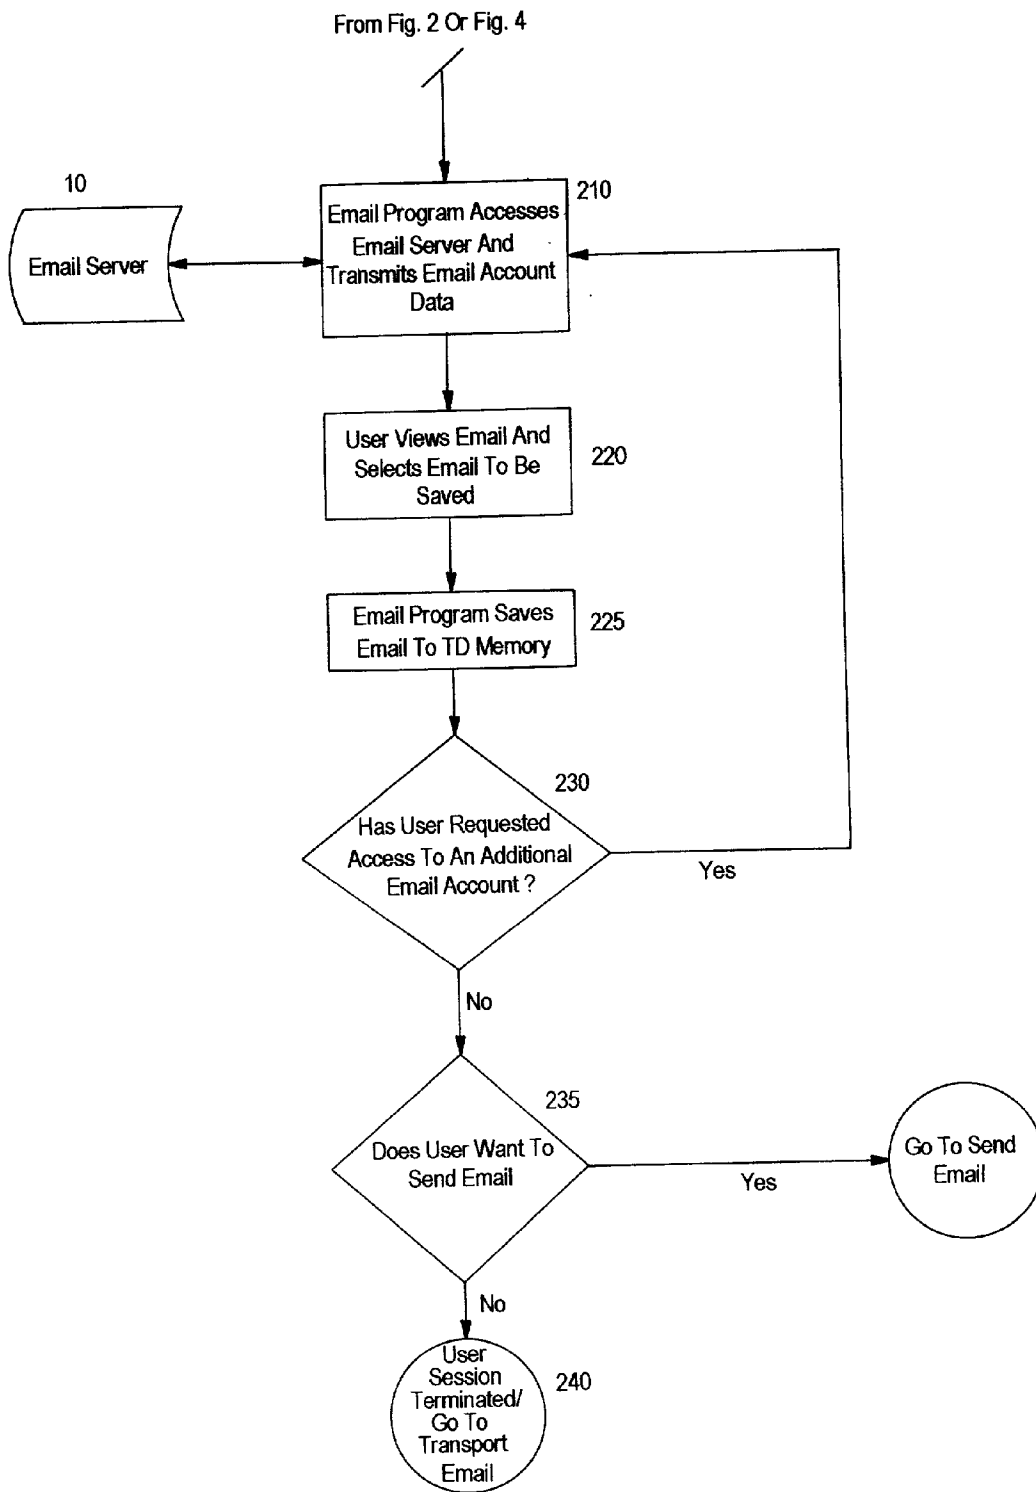 From Fig. 2 Or Fig. 4
10
Email Server
210
Email Program Accesses
Email Server And
Transmits Email Account
Data
User Views Email And
Selects Email To Be
Saved
220
Email Program Saves
Email To TD Memory
225
230
Has User Requested
Access To An Additional
Email Account ?
Yes
No
235
Does User Want To
Send Email
Yes
Go To Send
Email
No
User
Session
Terminated/
Go To
Transport
Email
240